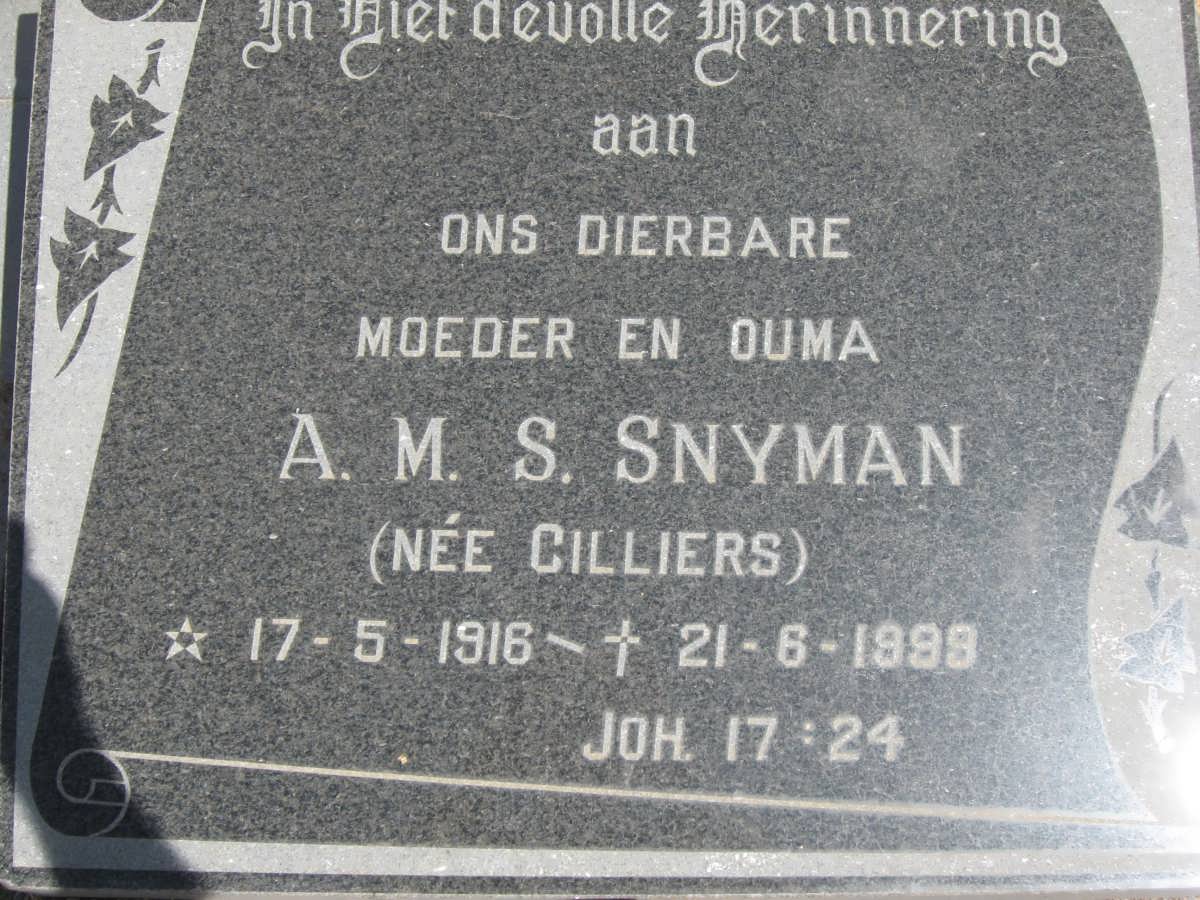 In Liefdevolle Herinnering
aan
ONS DIERBARE
MOEDER EN OUMA
A. M. S. SNYMAN
(NÉE CILLIERS)
☆ 17-5-1916 ✝ 21-6-1999
JOH. 17:24